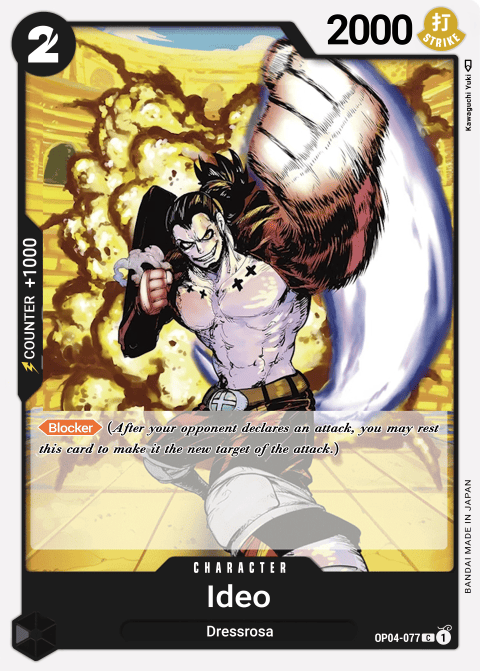 2
2000
打
STRIKE
Kawaguchi Yuki
COUNTER +1000
Blocker (After your opponent declares an attack, you may rest
this card to make it the new target of the attack.)
BANDAI MADE IN JAPAN
CHARACTER
Ideo
Dressrosa
OP04-077 C 1